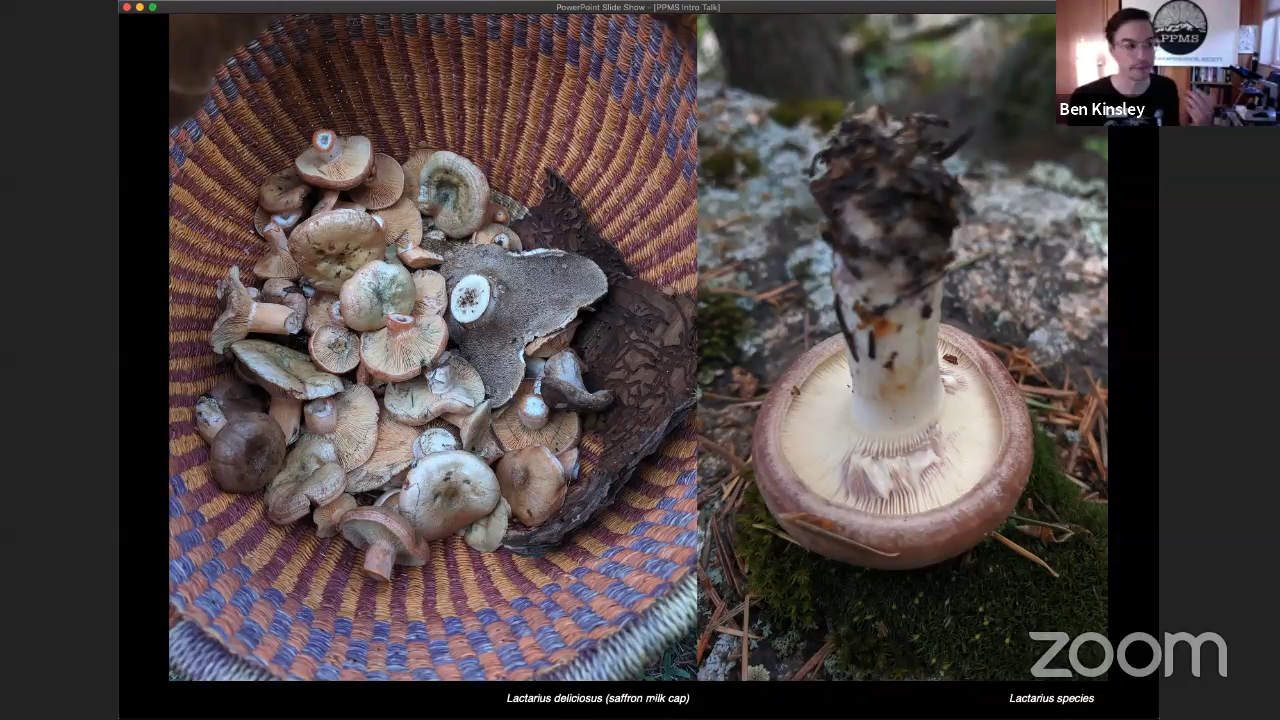 PowerPoint Slide Show - [PPMS Intro Talk]
PPMS
Ben Kinsley
zoom
Lactarius deliciosus (saffron milk cap)
Lactarius species